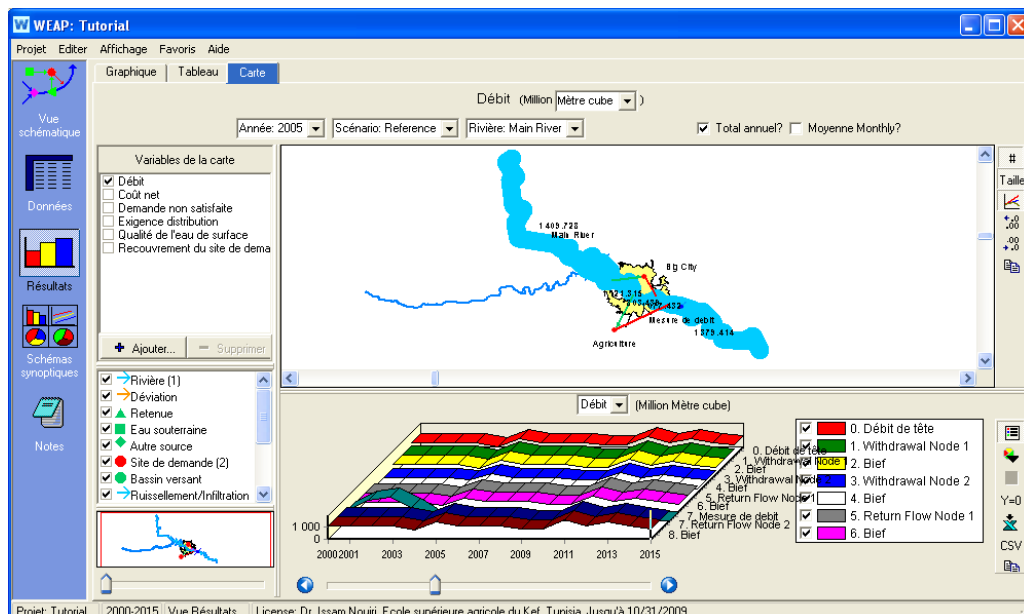 WEAP: Tutorial
Projet Editer Affichage Favoris Aide
Graphique Tableau Carte
Débit (Million Mètre cube )
Année: 2005 Scénario: Reference Rivière: Main River Total annuel? Moyenne Monthly?
Vue schématique
Données
Résultats
Schémas synoptiques
Notes
Variables de la carte
Débit
Coût net
Demande non satisfaite
Exigence distribution
Qualité de l'eau de surface
Recouvrement du site de dema
Ajouter... Supprimer
Rivière (1)
Déviation
Retenue
Eau souterraine
Autre source
Site de demande (2)
Bassin versant
Ruissellement/Infiltration
1 409.728
Main River
Big City
Mesure de debit
1 379.414
Agriculture
#
Taille
Débit (Million Mètre cube)
1 000
0
2000 2001 2003 2005 2007 2009 2011 2013 2015
0. Débit de tête
1. Withdrawal Node 1
2. Bief
3. Withdrawal Node 2
4. Bief
5. Return Flow Node 1
6. Bief
7. Mesure de debit
7. Return Flow Node 2
8. Bief
0. Débit de tête
1. Withdrawal Node 1
2. Bief
3. Withdrawal Node 2
4. Bief
5. Return Flow Node 1
6. Bief
Y=0
CSV
Projet: Tutorial 2000-2015 Vue Résultats License: Dr. Issam Nouiri, Ecole supérieure agricole du Kef, Tunisia, Jusqu'à 10/31/2009